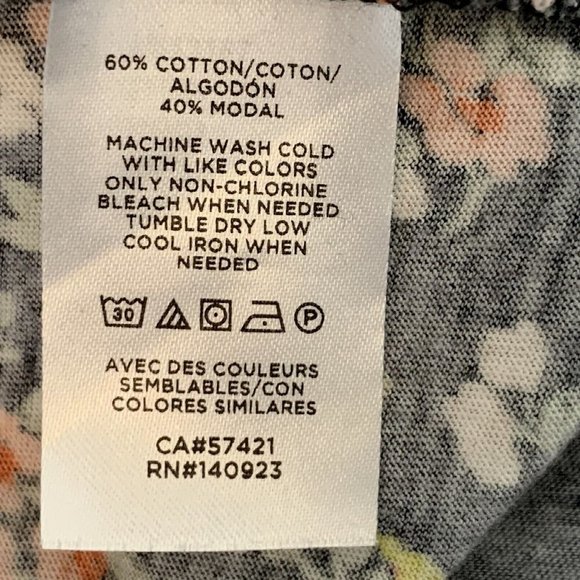 60% COTTON/COTON/
ALGODÓN
40% MODAL
MACHINE WASH COLD
WITH LIKE COLORS
ONLY NON-CHLORINE
BLEACH WHEN NEEDED
TUMBLE DRY LOW
COOL IRON WHEN
NEEDED
30 P
AVEC DES COULEURS
SEMBLABLES/CON
COLORES SIMILARES
CA#57421
RN#140923